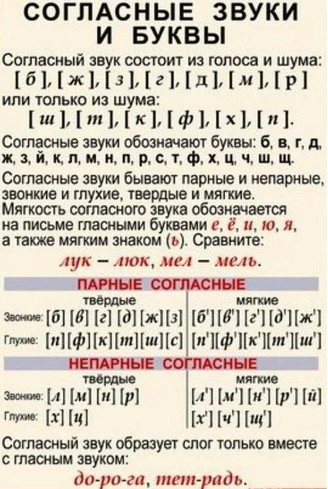 СОГЛАСНЫЕ ЗВУКИ
И БУКВЫ
Согласный звук состоит из голоса и шума:
[б], [ж], [з], [г], [д], [м], [р]
или только из шума:
[ш], [т], [к], [ф], [х], [п].
Согласные звуки обозначают буквы: б, в, г, д,
ж, з, й, к, л, м, н, п, р, с, т, ф, х, ц, ч, ш, щ.
Согласные звуки бывают парные и непарные,
звонкие и глухие, твердые и мягкие.
Мягкость согласного звука обозначается
на письме гласными буквами е, ё, и, ю, я,
а также мягким знаком (ь). Сравните:
лук – люк, мел – мель.
ПАРНЫЕ СОГЛАСНЫЕ
твёрдые мягкие
Звонкие: [б] [в] [г] [д] [ж] [з] [б'] [в'] [г'] [д'] [ж']
Глухие: [п] [ф] [к] [т] [ш] [с] [п'] [ф'] [к'] [т'] [ш']
НЕПАРНЫЕ СОГЛАСНЫЕ
твёрдые мягкие
Звонкие: [л] [м] [н] [р] [л'] [м'] [н'] [р'] [й]
Глухие: [х] [ц] [х'] [ч'] [щ']
Согласный звук образует слог только вместе
с гласным звуком:
до-ро-га, тет-радь.